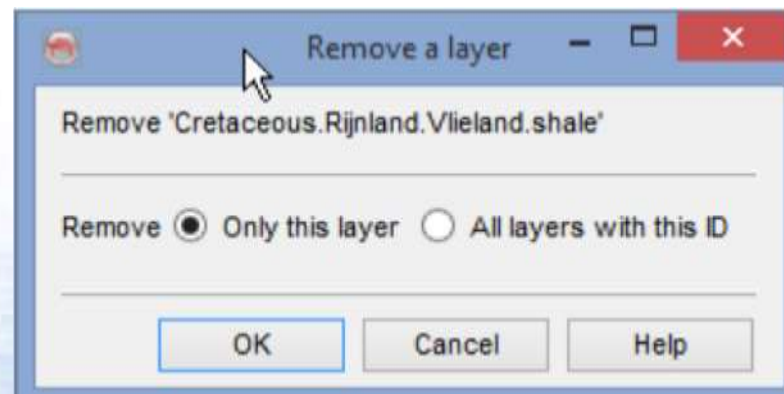 Remove a layer
Remove 'Cretaceous.Rijnland.Vlieland.shale'
Remove Only this layer All layers with this ID
OK Cancel Help